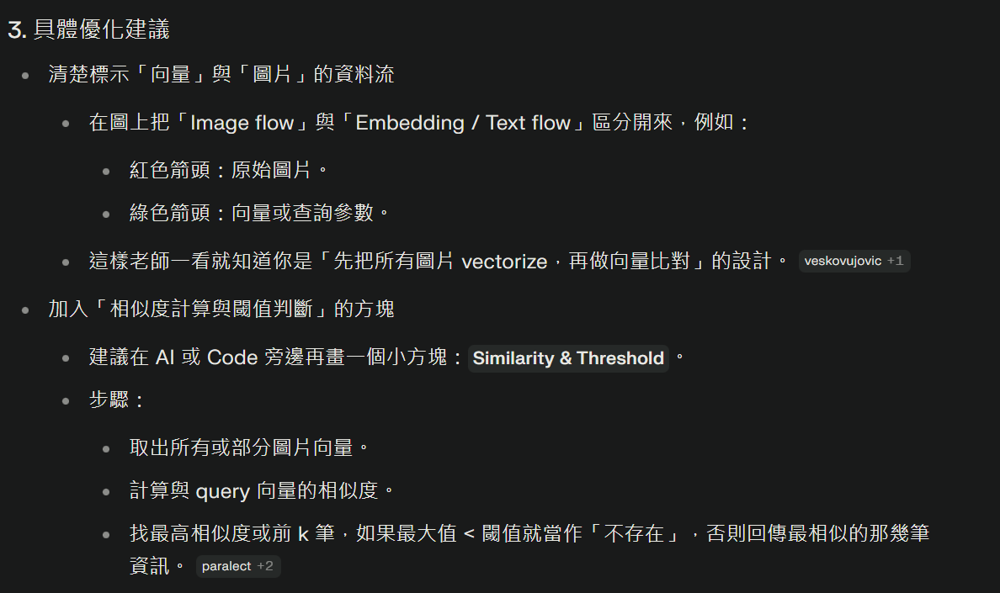 3. 具體優化建議
清楚標示「向量」與「圖片」的資料流
在圖上把「Image flow」與「Embedding / Text flow」區分開來，例如：
紅色箭頭：原始圖片。
綠色箭頭：向量或查詢參數。
這樣老師一看就知道你是「先把所有圖片 vectorize，再做向量比對」的設計。 veskovujovic +1
加入「相似度計算與閾值判斷」的方塊
建議在 AI 或 Code 旁邊再畫一個小方塊：Similarity & Threshold。
步驟：
取出所有或部分圖片向量。
計算與 query 向量的相似度。
找最高相似度或前 k 筆，如果最大值 < 閾值就當作「不存在」，否則回傳最相似的那幾筆
資訊。 paralect +2